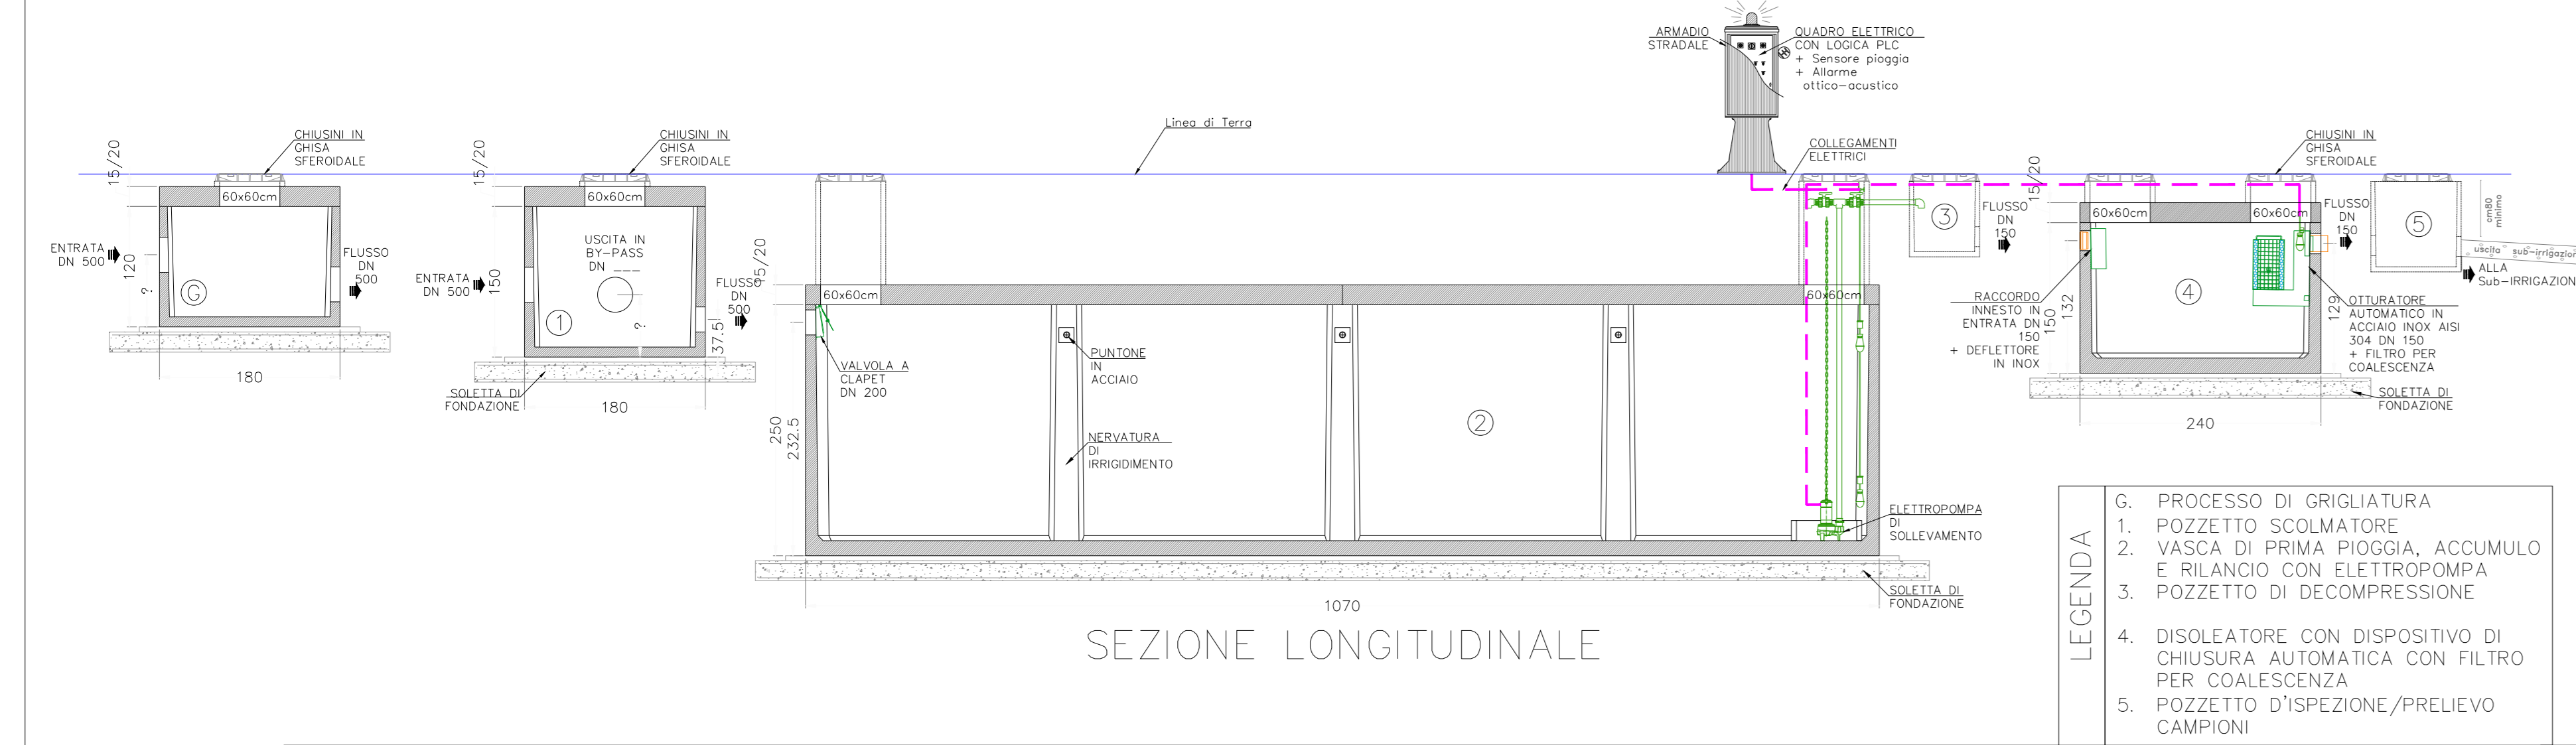 ARMADIO
STRADALE
QUADRO ELETTRICO
CON LOGICA PLC
+ Sensore pioggia
+ Allarme
ottico-acustico
15/20
CHIUSINI IN
GHISA
SFEROIDALE
60x60cm
ENTRATA
DN 500
120
?
G
FLUSSO
DN
500
180
15/20
CHIUSINI IN
GHISA
SFEROIDALE
60x60cm
ENTRATA
DN 500
150
USCITA IN
BY-PASS
DN ___
?
1
FLUSSO
DN
500
37.5
SOLETTA DI
FONDAZIONE
180
Linea di Terra
15/20
60x60cm
VALVOLA A
CLAPET
DN 200
250
232.5
PUNTONE
IN
ACCIAIO
NERVATURA
DI
IRRIGIDIMENTO
2
60x60cm
COLLEGAMENTI
ELETTRICI
ELETTROPOMPA
DI
SOLLEVAMENTO
SOLETTA DI
FONDAZIONE
1070
3
FLUSSO
DN
150
15/20
CHIUSINI IN
GHISA
SFEROIDALE
60x60cm
60x60cm
FLUSSO
DN
150
4
RACCORDO
INNESTO IN
ENTRATA DN
150
+ DEFLETTORE
IN INOX
150
132
129
OTTURATORE
AUTOMATICO IN
ACCIAIO INOX AISI
304 DN 150
+ FILTRO PER
COALESCENZA
SOLETTA DI
FONDAZIONE
240
5
cm80
minimo
uscita sub-irrigazion
ALLA
Sub-IRRIGAZION
SEZIONE LONGITUDINALE
LEGENDA
G. PROCESSO DI GRIGLIATURA
1. POZZETTO SCOLMATORE
2. VASCA DI PRIMA PIOGGIA, ACCUMULO
E RILANCIO CON ELETTROPOMPA
3. POZZETTO DI DECOMPRESSIONE
4. DISOLEATORE CON DISPOSITIVO DI
CHIUSURA AUTOMATICA CON FILTRO
PER COALESCENZA
5. POZZETTO D'ISPEZIONE/PRELIEVO
CAMPIONI